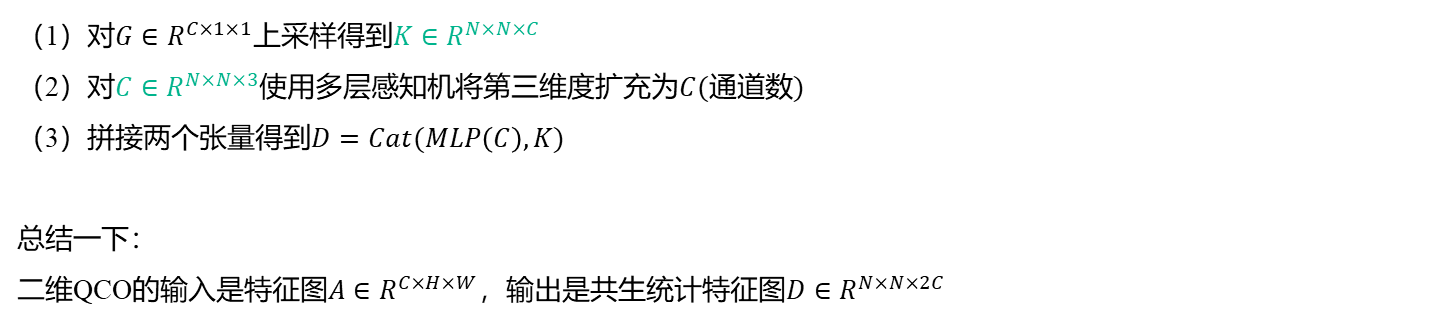 （1）对G ∈ R^{C×1×1}上采样得到K ∈ R^{N×N×C}
（2）对C ∈ R^{N×N×3}使用多层感知机将第三维度扩充为C(通道数)
（3）拼接两个张量得到D = Cat(MLP(C), K)
总结一下：
二维QCO的输入是特征图A ∈ R^{C×H×W}，输出是共生统计特征图D ∈ R^{N×N×2C}